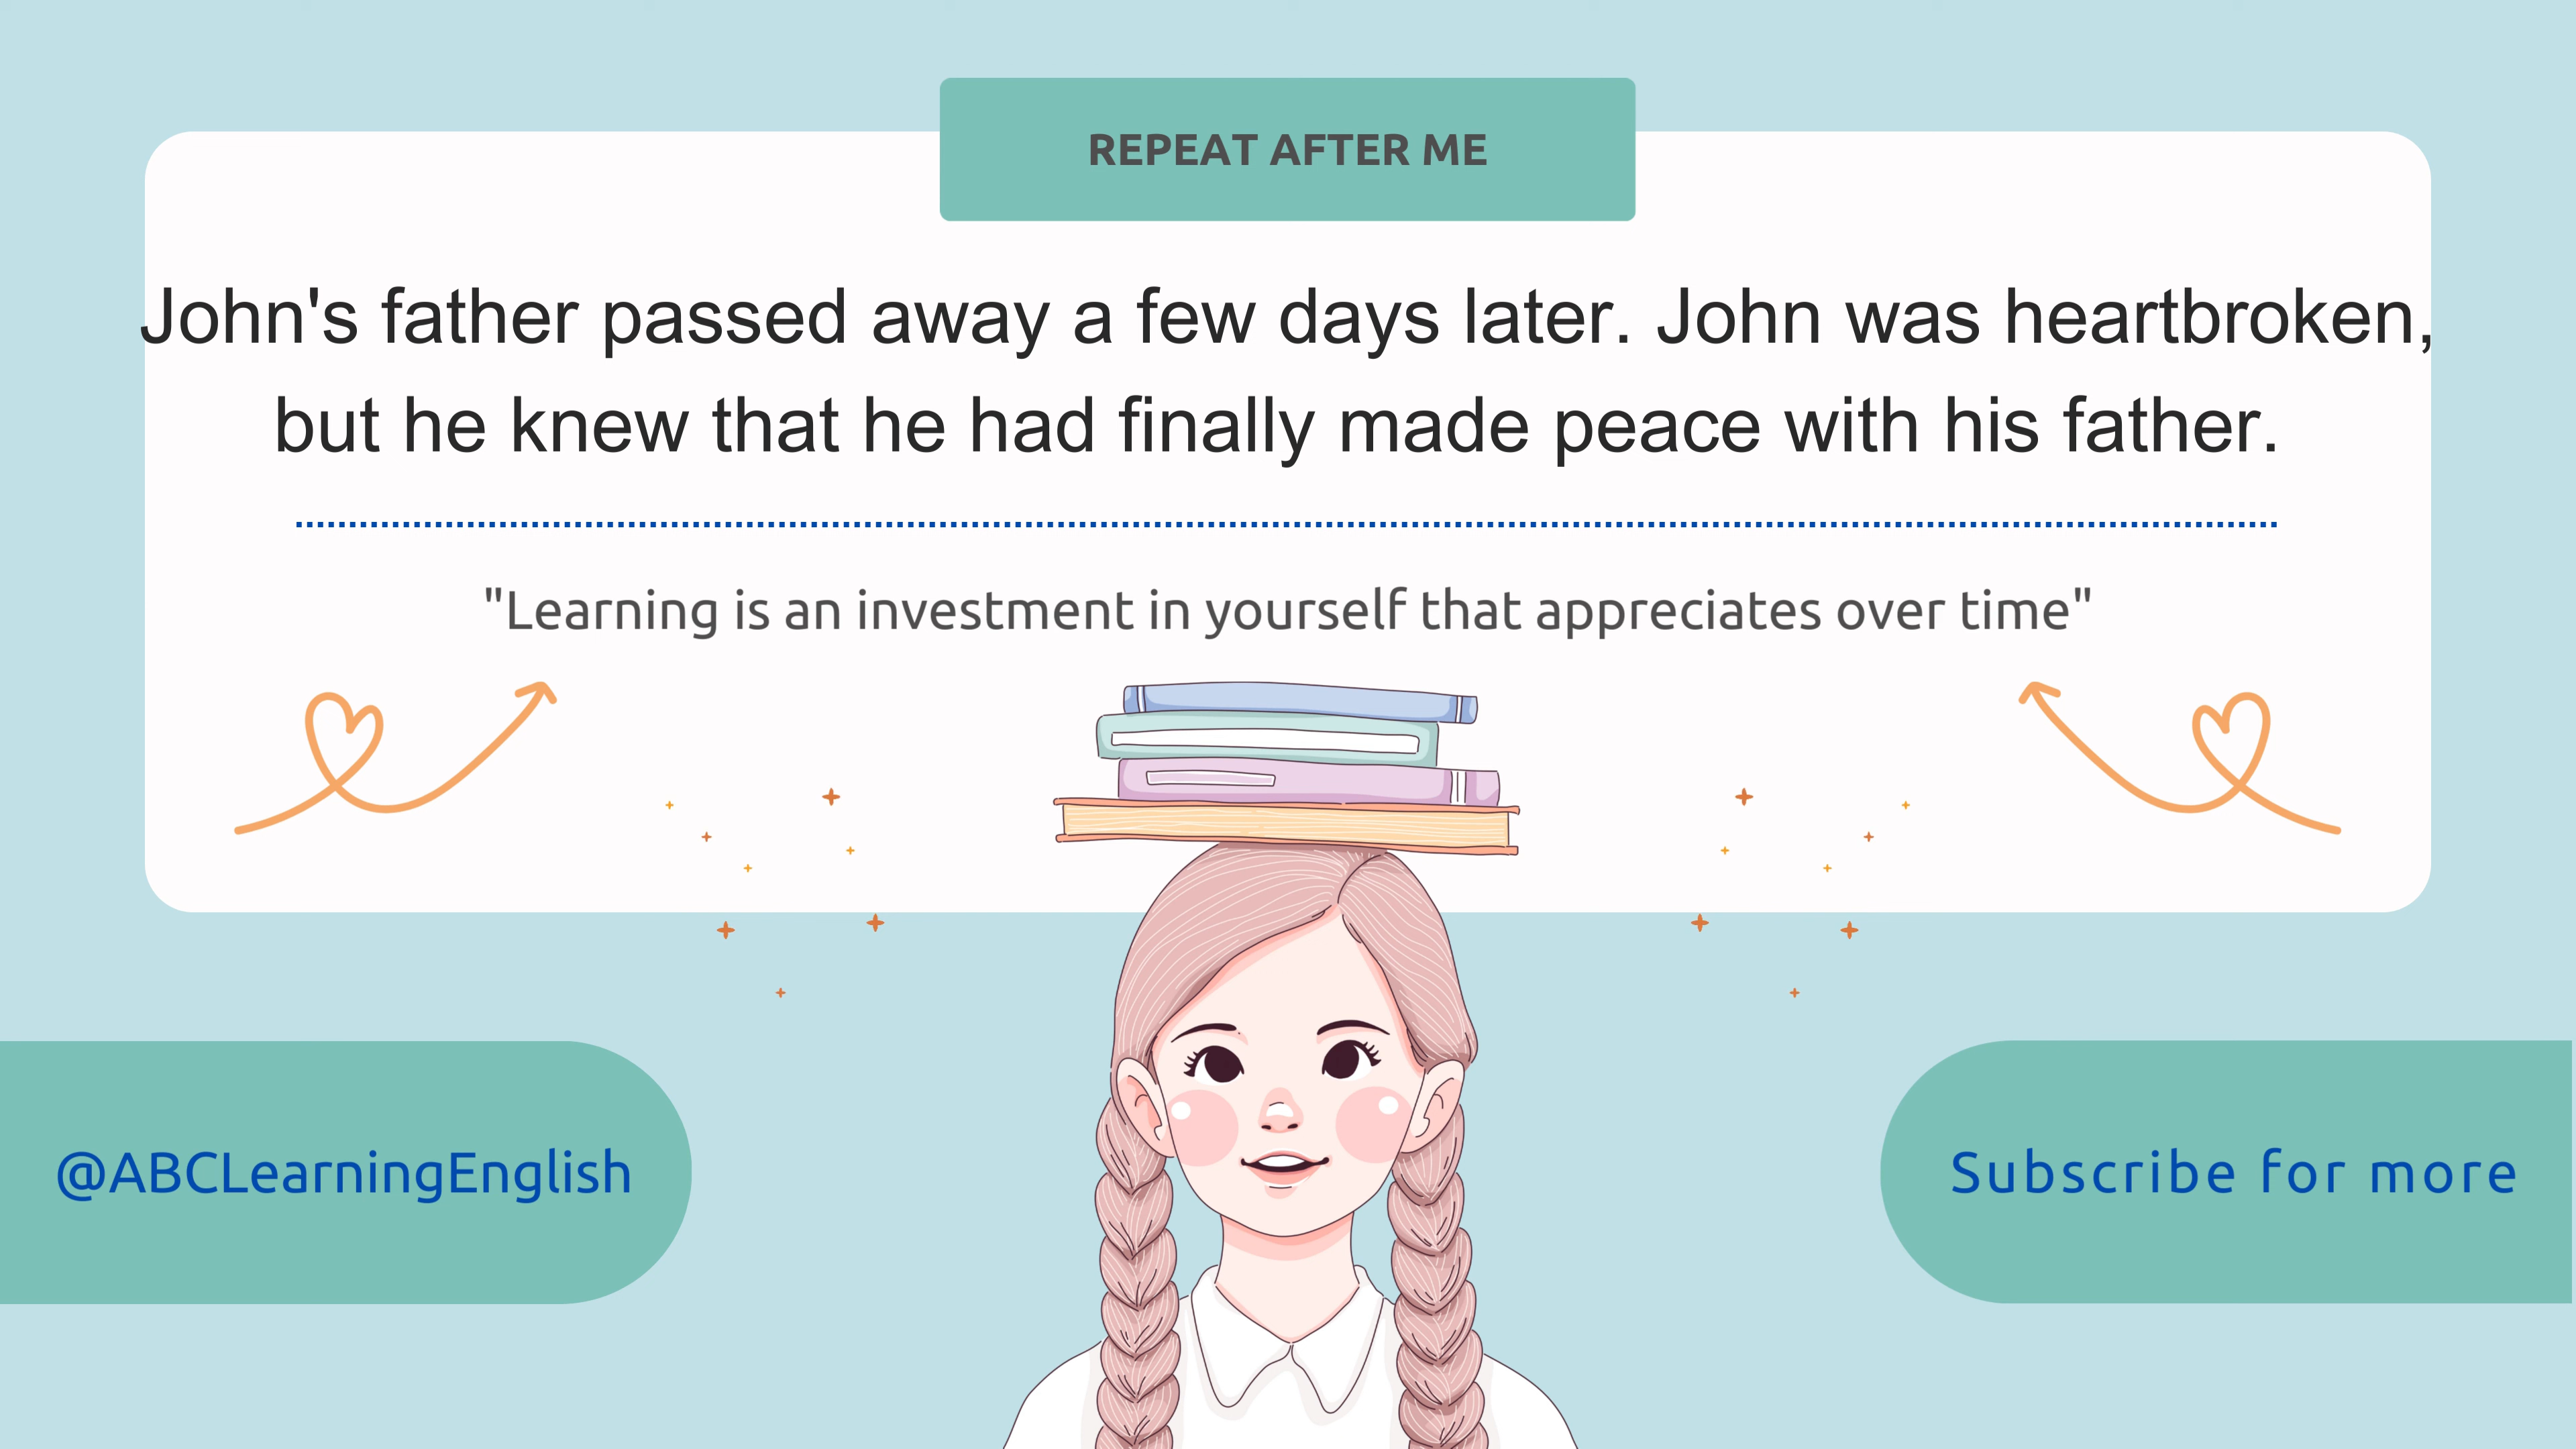 REPEAT AFTER ME
John's father passed away a few days later. John was heartbroken,
but he knew that he had finally made peace with his father.
"Learning is an investment in yourself that appreciates over time"
@ABCLearningEnglish
Subscribe for more